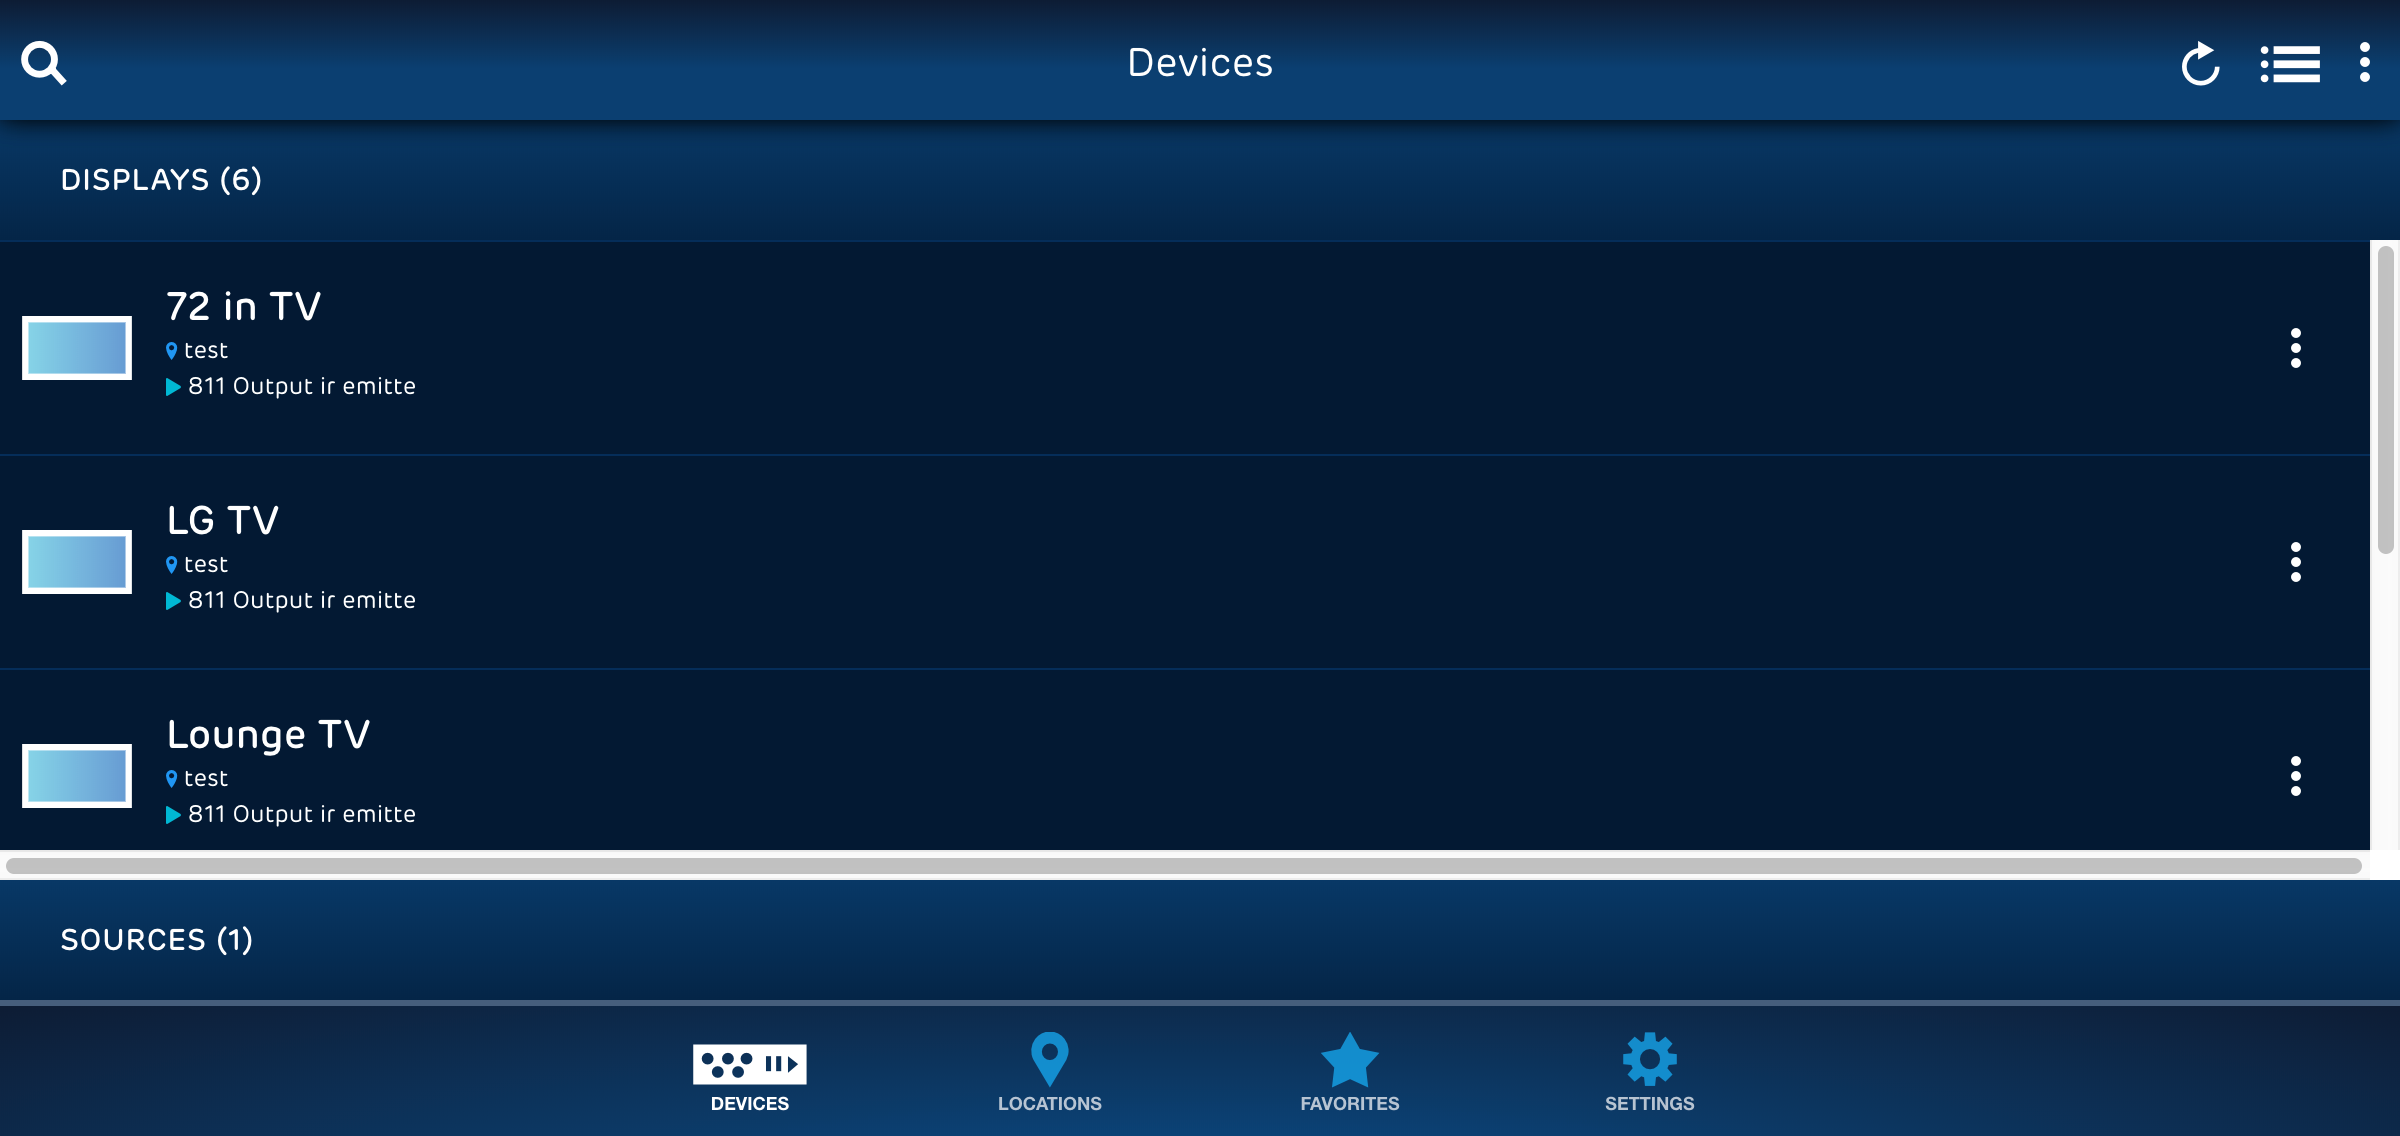 Devices
DISPLAYS (6)
72 in TV
test
811 Output ir emitte
LG TV
test
811 Output ir emitte
Lounge TV
test
811 Output ir emitte
SOURCES (1)
DEVICES
LOCATIONS
FAVORITES
SETTINGS